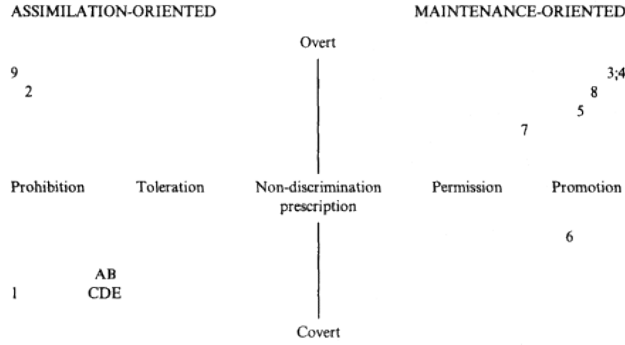 ASSIMILATION-ORIENTED MAINTENANCE-ORIENTED
Overt
9 3;4
2 8
5
7
Prohibition Toleration Non-discrimination prescription Permission Promotion
6
AB
1 CDE
Covert